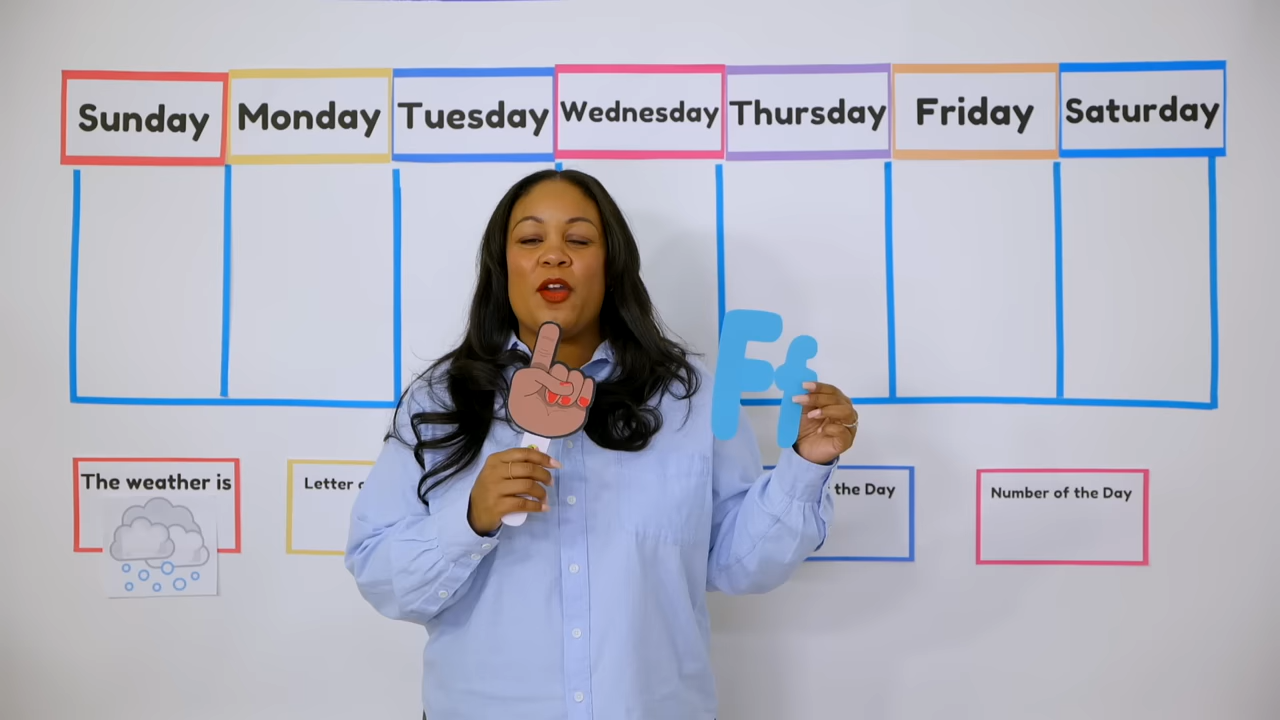 Sunday Monday Tuesday Wednesday Thursday Friday Saturday
Ff
The weather is
Letter
the Day
Number of the Day